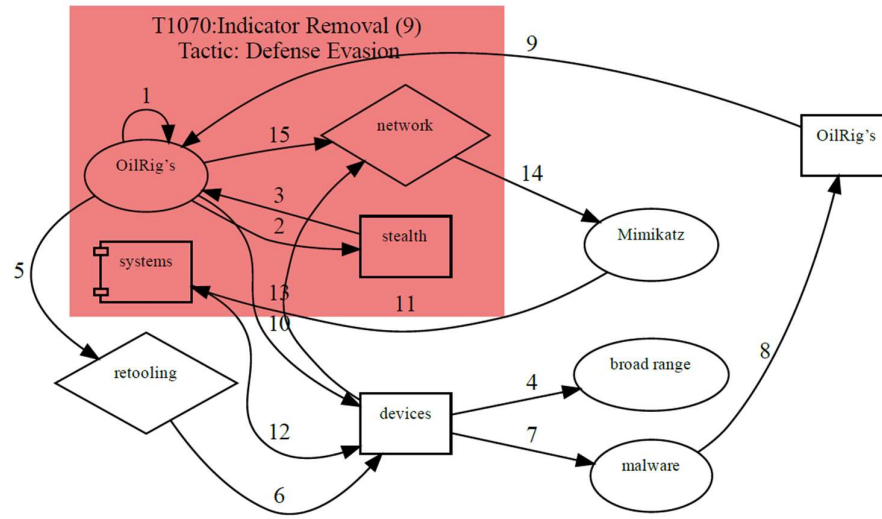 T1070:Indicator Removal (9)
Tactic: Defense Evasion
9
1
network
OilRig's
15
OilRig's
14
3
2
stealth
Mimikatz
systems
5
13
11
10
8
broad range
retooling
4
devices
12
7
malware
6